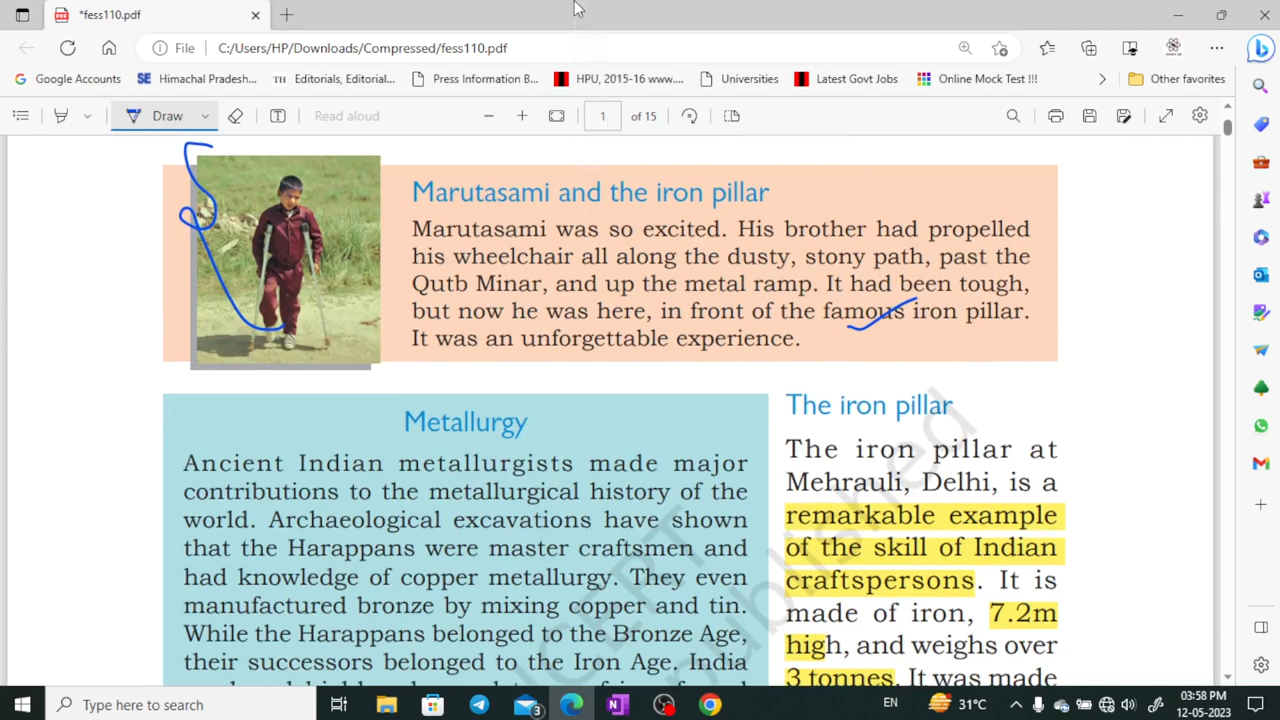 *fess110.pdf
File
C:/Users/HP/Downloads/Compressed/fess110.pdf
Google Accounts
SE Himachal Pradesh...
TH Editorials, Editorial...
Press Information B...
HPU, 2015-16 www....
Universities
Latest Govt Jobs
Online Mock Test !!!
Other favorites
Draw
Read aloud
1 of 15
Marutasami and the iron pillar
Marutasami was so excited. His brother had propelled
his wheelchair all along the dusty, stony path, past the
Qutb Minar, and up the metal ramp. It had been tough,
but now he was here, in front of the famous iron pillar.
It was an unforgettable experience.
Metallurgy
Ancient Indian metallurgists made major
contributions to the metallurgical history of the
world. Archaeological excavations have shown
that the Harappans were master craftsmen and
had knowledge of copper metallurgy. They even
manufactured bronze by mixing copper and tin.
While the Harappans belonged to the Bronze Age,
their successors belonged to the Iron Age. India
The iron pillar
The iron pillar at
Mehrauli, Delhi, is a
remarkable example
of the skill of Indian
craftspersons. It is
made of iron, 7.2m
high, and weighs over
3 tonnes. It was made
published
Type here to search
3
31°C
EN
03:58 PM
12-05-2023